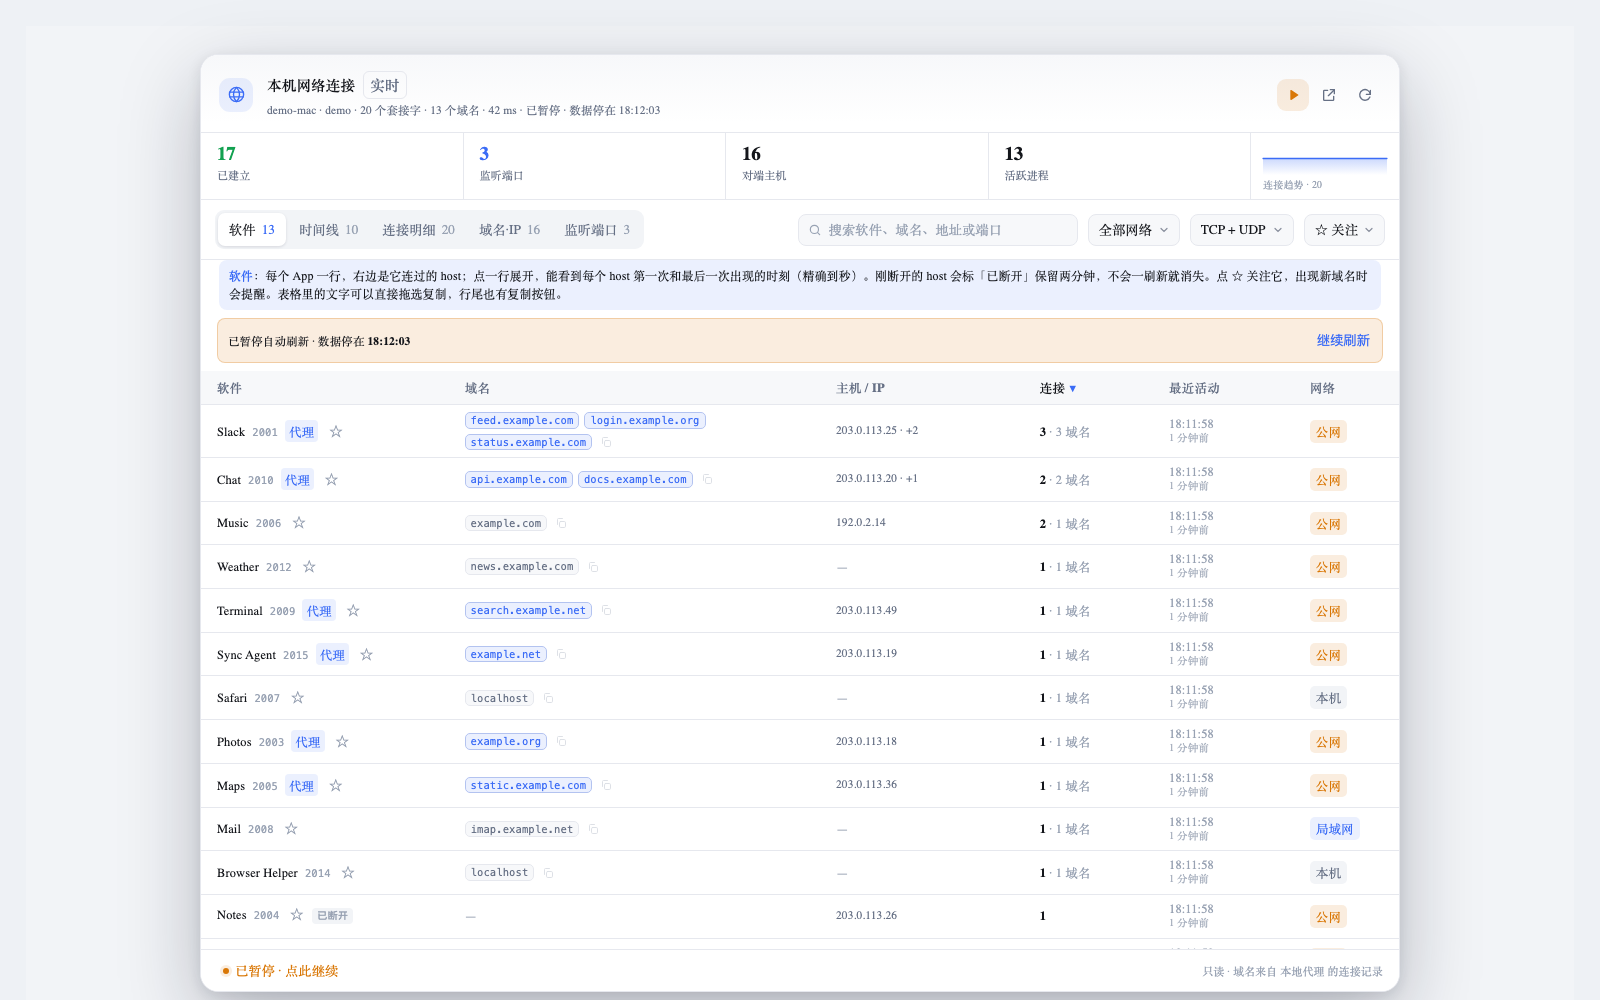 本机网络连接 实时
demo-mac · demo · 20 个套接字 · 13 个域名 · 42 ms · 已暂停 · 数据停在 18:12:03
17
已建立
3
监听端口
16
对端主机
13
活跃进程
连接趋势 · 20
软件 13 时间线 10 连接明细 20 域名·IP 16 监听端口 3
搜索软件、域名、地址或端口 全部网络 TCP + UDP ☆ 关注
软件：每个 App 一行，右边是它连过的 host；点一行展开，能看到每个 host 第一次和最后一次出现的时刻（精确到秒）。刚断开的 host 会标「已断开」保留两分钟，不会一刷新就消失。点 ☆ 关注它，出现新域名时
会提醒。表格里的文字可以直接拖选复制，行尾也有复制按钮。
已暂停自动刷新 · 数据停在 18:12:03 继续刷新
软件 域名 主机 / IP 连接 ▼ 最近活动 网络
Slack 2001 代理 ☆ feed.example.com login.example.org status.example.com 203.0.113.25 · +2 3 · 3 域名 18:11:58 1 分钟前 公网
Chat 2010 代理 ☆ api.example.com docs.example.com 203.0.113.20 · +1 2 · 2 域名 18:11:58 1 分钟前 公网
Music 2006 ☆ example.com 192.0.2.14 2 · 1 域名 18:11:58 1 分钟前 公网
Weather 2012 ☆ news.example.com — 1 · 1 域名 18:11:58 1 分钟前 公网
Terminal 2009 代理 ☆ search.example.net 203.0.113.49 1 · 1 域名 18:11:58 1 分钟前 公网
Sync Agent 2015 代理 ☆ example.net 203.0.113.19 1 · 1 域名 18:11:58 1 分钟前 公网
Safari 2007 ☆ localhost — 1 · 1 域名 18:11:58 1 分钟前 本机
Photos 2003 代理 ☆ example.org 203.0.113.18 1 · 1 域名 18:11:58 1 分钟前 公网
Maps 2005 代理 ☆ static.example.com 203.0.113.36 1 · 1 域名 18:11:58 1 分钟前 公网
Mail 2008 ☆ imap.example.net — 1 · 1 域名 18:11:58 1 分钟前 局域网
Browser Helper 2014 ☆ localhost — 1 · 1 域名 18:11:58 1 分钟前 本机
Notes 2004 ☆ 已断开 — 203.0.113.26 1 18:11:58 1 分钟前 公网
已暂停 · 点此继续 只读 · 域名来自 本地代理 的连接记录